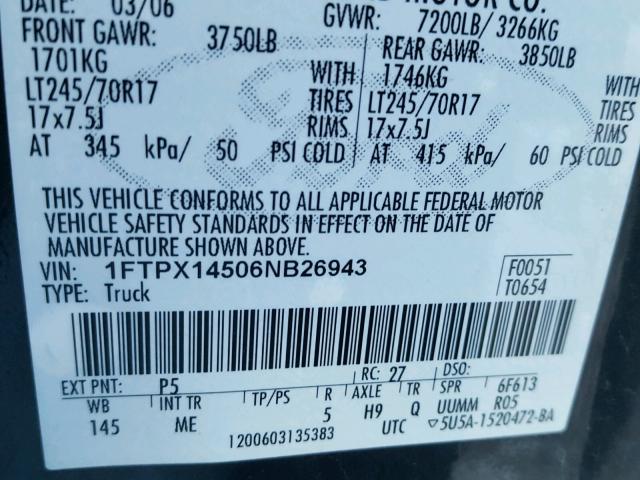 03/06 MOTOR CO.
FRONT GAWR: 3750LB GVWR: 7200LB/ 3266KG
1701KG REAR GAWR: 3850LB
LT245/70R17 WITH 1746KG WITH
17x7.5J TIRES LT245/70R17 TIRES
RIMS 17x7.5J RIMS
AT 345 kPa/ 50 PSI COLD AT 415 kPa/ 60 PSI COLD
Ford
THIS VEHICLE CONFORMS TO ALL APPLICABLE FEDERAL MOTOR
VEHICLE SAFETY STANDARDS IN EFFECT ON THE DATE OF
MANUFACTURE SHOWN ABOVE.
VIN: 1FTPX14506NB26943 F0051
TYPE: Truck T0654
EXT PNT: P5 RC: 27 DSO:
WB INT TR TP/PS R AXLE TR SPR 6F613
145 ME 5 H9 Q UUMM R05
1200603135383 UTC ▽5U5A-1520472-BA